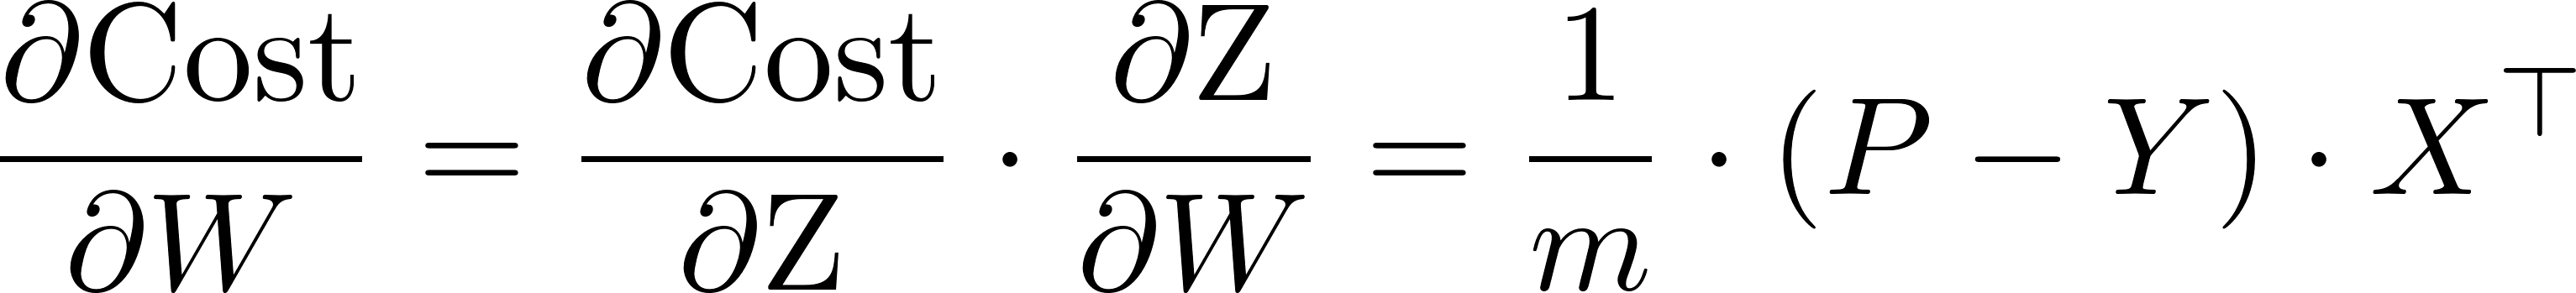 ∂Cost/∂W = ∂Cost/∂Z · ∂Z/∂W = 1/m · (P − Y) · X^⊤